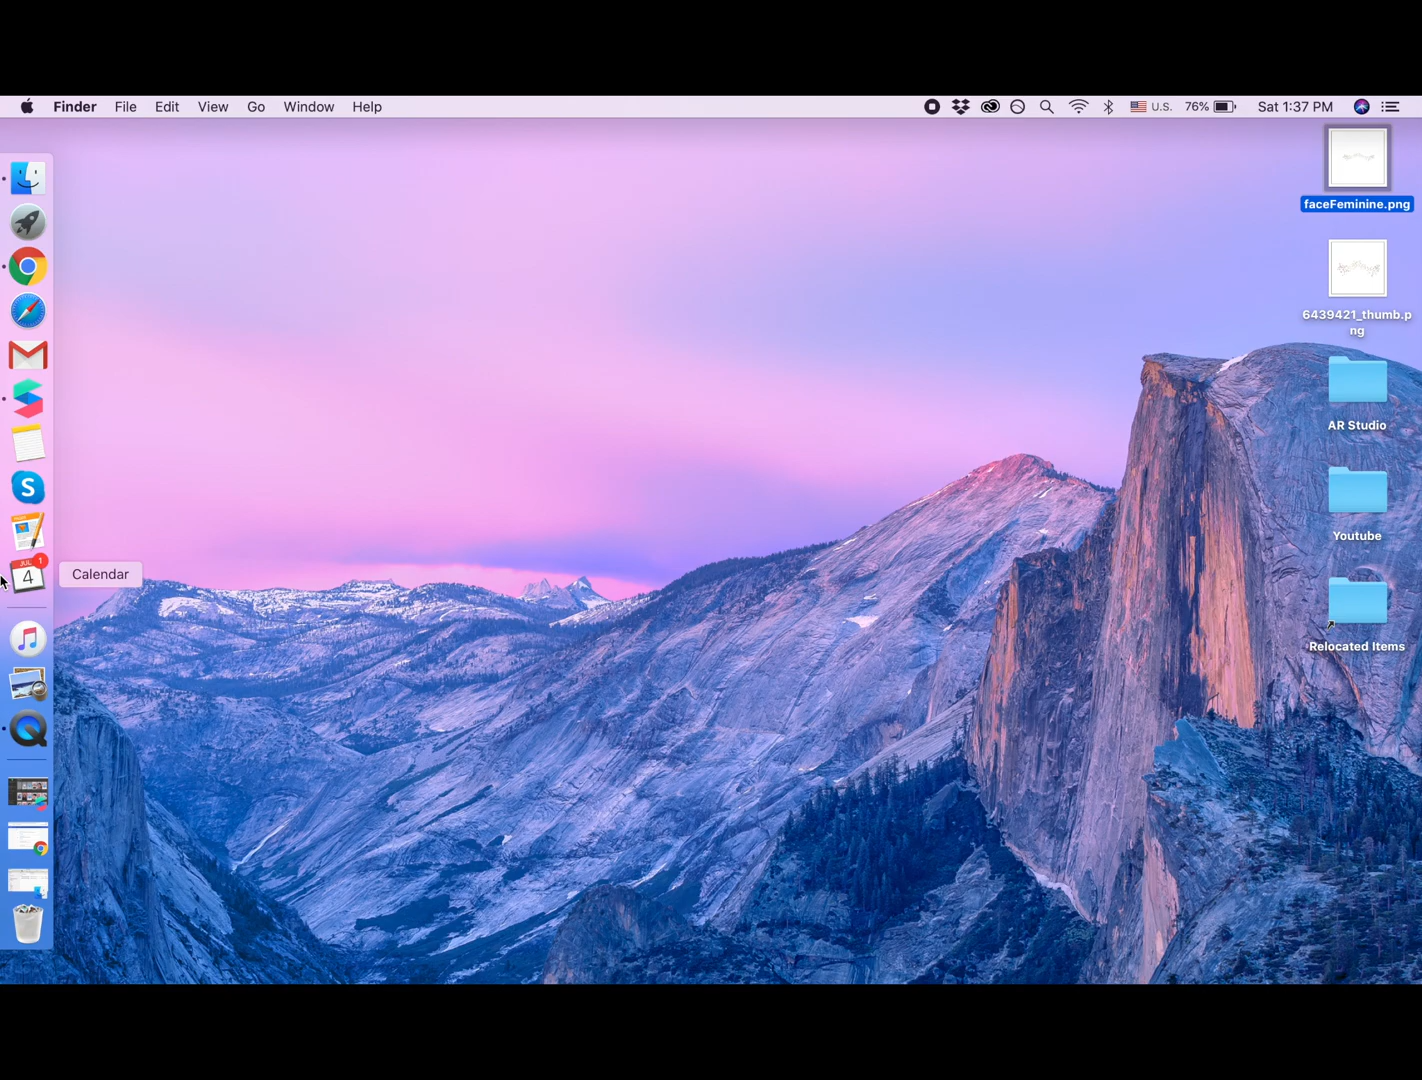 Finder File Edit View Go Window Help U.S. 76% Sat 1:37 PM
faceFeminine.png
6439421_thumb.p
ng
AR Studio
Youtube
JUL 1
4
Calendar
Relocated Items